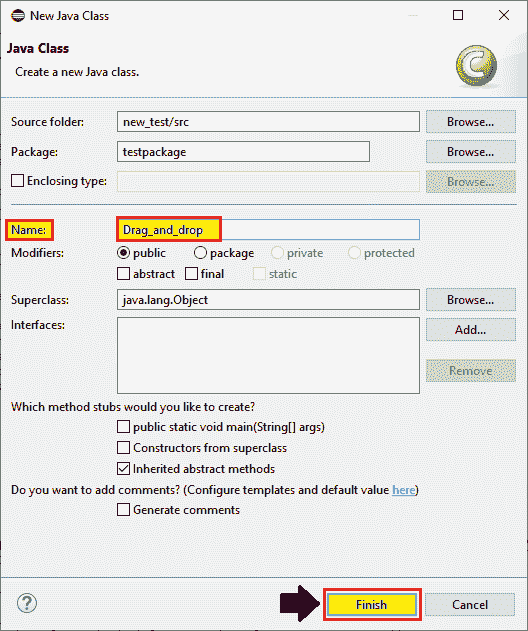 New Java Class
Java Class
Create a new Java class.
C
Source folder: new_test/src Browse...
Package: testpackage Browse...
Enclosing type: Browse...
Name: Drag_and_drop
Modifiers: public package private protected
abstract final static
Superclass: java.lang.Object Browse...
Interfaces: Add...
Remove
Which method stubs would you like to create?
public static void main(String[] args)
Constructors from superclass
Inherited abstract methods
Do you want to add comments? (Configure templates and default value here)
Generate comments
? Finish Cancel